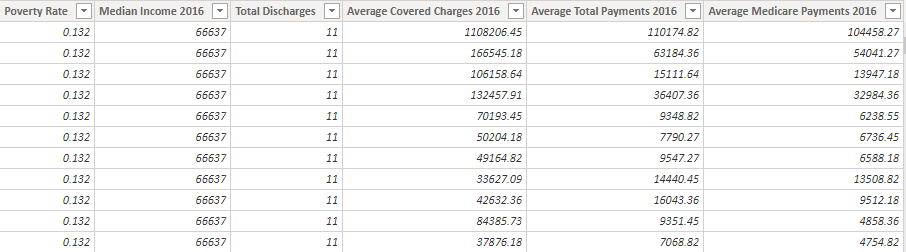 Poverty Rate Median Income 2016 Total Discharges Average Covered Charges 2016 Average Total Payments 2016 Average Medicare Payments 2016
0.132 66637 11 1108206.45 110174.82 104458.27
0.132 66637 11 166545.18 63184.36 54041.27
0.132 66637 11 106158.64 15111.64 13947.18
0.132 66637 11 132457.91 36407.36 32984.36
0.132 66637 11 70193.45 9348.82 6238.55
0.132 66637 11 50204.18 7790.27 6736.45
0.132 66637 11 49164.82 9547.27 6588.18
0.132 66637 11 33627.09 14440.45 13508.82
0.132 66637 11 42632.36 16043.36 9512.18
0.132 66637 11 84385.73 9351.45 4858.36
0.132 66637 11 37876.18 7068.82 4754.82